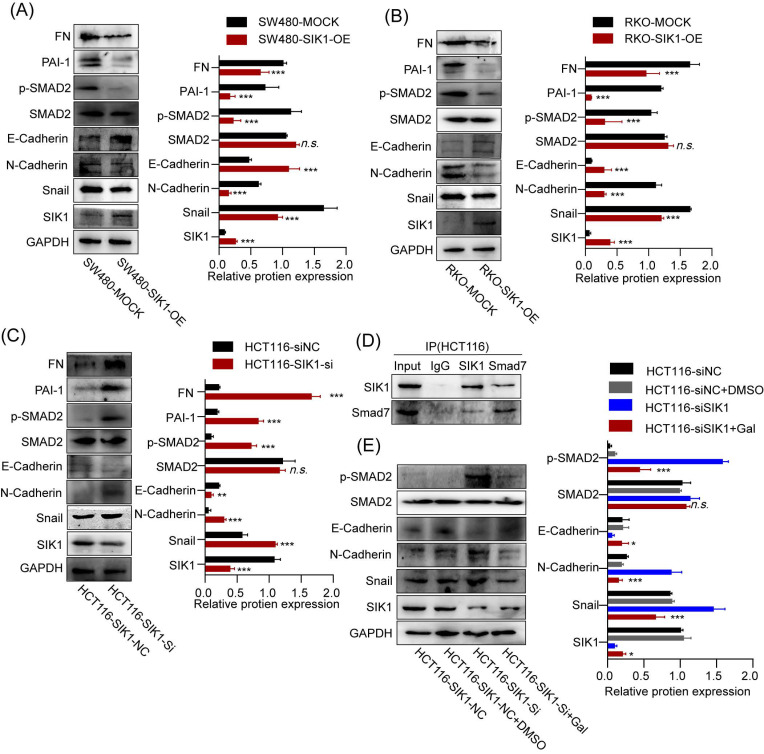 (A)
FN
PAI-1
p-SMAD2
SMAD2
E-Cadherin
N-Cadherin
Snail
SIK1
GAPDH
SW480-MOCK
SW480-SIK1-OE
SW480-MOCK
SW480-SIK1-OE
FN
***
PAI-1
***
p-SMAD2
***
SMAD2
n.s.
E-Cadherin
***
N-Cadherin
***
Snail
***
SIK1
***
0.0 0.5 1.0 1.5 2.0
Relative protien expression
(B)
FN
PAI-1
p-SMAD2
SMAD2
E-Cadherin
N-Cadherin
Snail
SIK1
GAPDH
RKO-MOCK
RKO-SIK1-OE
RKO-MOCK
RKO-SIK1-OE
FN
***
PAI-1
***
p-SMAD2
***
SMAD2
n.s.
E-Cadherin
***
N-Cadherin
***
Snail
***
SIK1
***
0.0 0.5 1.0 1.5 2.0
Relative protien expression
(C)
FN
PAI-1
p-SMAD2
SMAD2
E-Cadherin
N-Cadherin
Snail
SIK1
GAPDH
HCT116-SIK1-NC
HCT116-SIK1-Si
HCT116-siNC
HCT116-SIK1-si
FN
***
PAI-1
***
p-SMAD2
***
SMAD2
n.s.
E-Cadherin
**
N-Cadherin
***
Snail
***
SIK1
***
0.0 0.5 1.0 1.5 2.0
Relative protien expression
(D)
IP(HCT116)
Input IgG SIK1 Smad7
SIK1
Smad7
(E)
p-SMAD2
SMAD2
E-Cadherin
N-Cadherin
Snail
SIK1
GAPDH
HCT116-SIK1-NC
HCT116-SIK1-NC+DMSO
HCT116-SIK1-Si
HCT116-SIK1-Si+Gal
HCT116-siNC
HCT116-siNC+DMSO
HCT116-siSIK1
HCT116-siSIK1+Gal
p-SMAD2
***
SMAD2
n.s.
E-Cadherin
*
N-Cadherin
***
Snail
***
SIK1
*
0.0 0.5 1.0 1.5 2.0
Relative protien expression